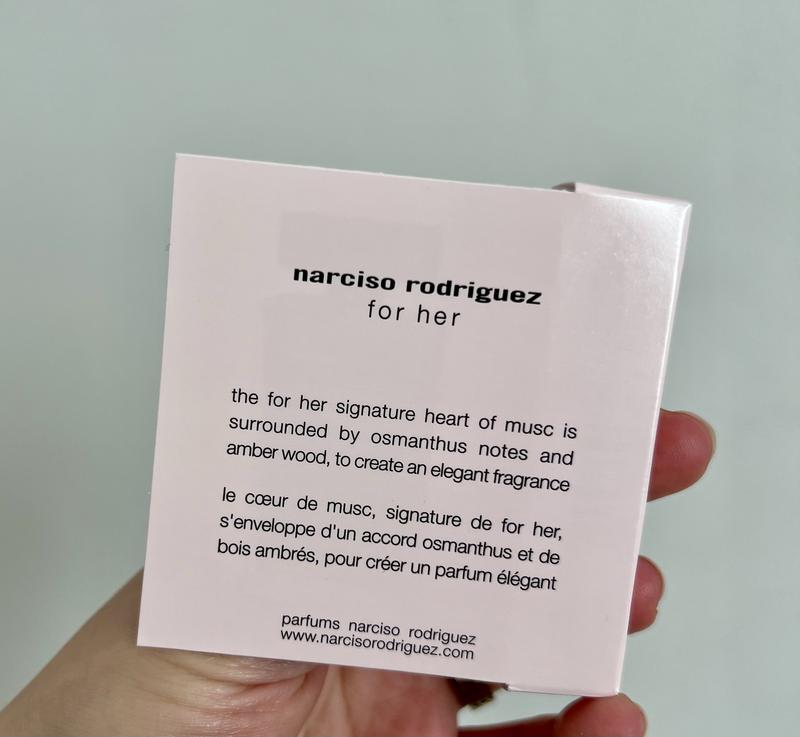 narciso rodriguez
for her
the for her signature heart of musc is
surrounded by osmanthus notes and
amber wood, to create an elegant fragrance
le cœur de musc, signature de for her,
s'enveloppe d'un accord osmanthus et de
bois ambrés, pour créer un parfum élégant
parfums narciso rodriguez
www.narcisorodriguez.com